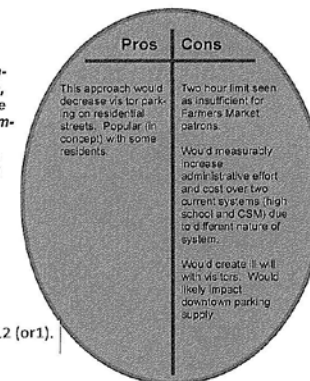 Pros
This approach would
decrease visitor park-
ing on residential
streets. Popular (in
concept) with some
residents.
Cons
Two hour limit seen
as insufficient for
Farmers Market
patrons.
Would measurably
increase
administrative effort
and cost over two
current systems (high
school and CSM) due
to different nature of
system.
Would create ill will
with visitors. Would
likely impact
downtown parking
supply.
2 (or1).